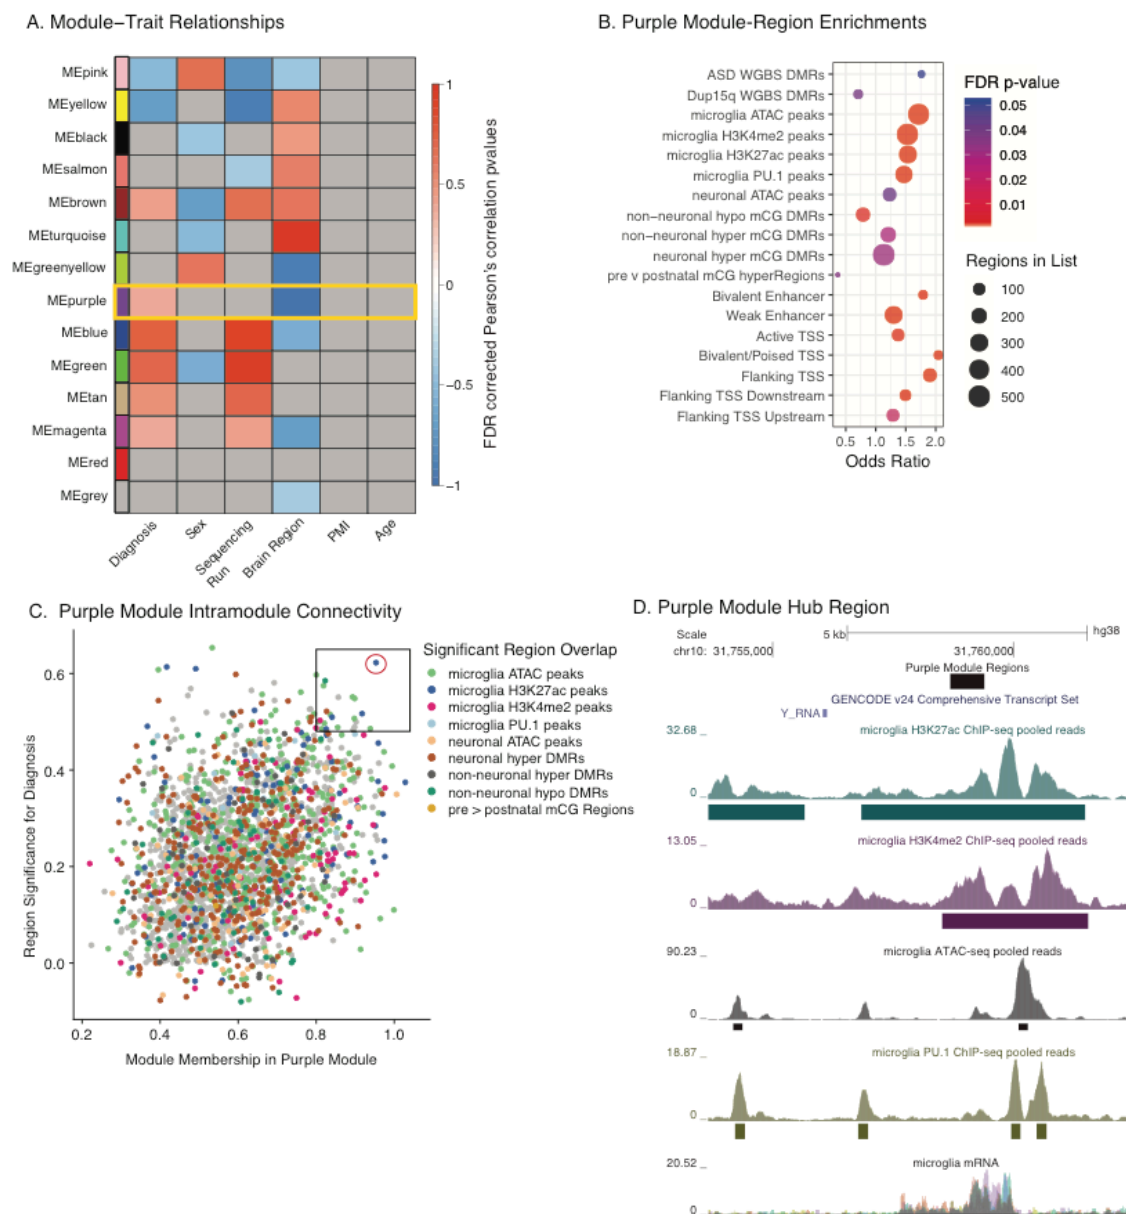 A. Module−Trait Relationships
MEpink
MEyellow
MEblack
MEsalmon
MEbrown
MEturquoise
MEgreenyellow
MEpurple
MEblue
MEgreen
MEtan
MEmagenta
MEred
MEgrey
Diagnosis
Sex
Sequencing
Run
Brain Region
PMI
Age
1
0.5
0
−0.5
−1
FDR corrected Pearson's correlation pvalues
B. Purple Module-Region Enrichments
ASD WGBS DMRs
Dup15q WGBS DMRs
microglia ATAC peaks
microglia H3K4me2 peaks
microglia H3K27ac peaks
microglia PU.1 peaks
neuronal ATAC peaks
non−neuronal hypo mCG DMRs
non−neuronal hyper mCG DMRs
neuronal hyper mCG DMRs
pre v postnatal mCG hyperRegions
Bivalent Enhancer
Weak Enhancer
Active TSS
Bivalent/Poised TSS
Flanking TSS
Flanking TSS Downstream
Flanking TSS Upstream
0.5 1.0 1.5 2.0
Odds Ratio
FDR p-value
0.05
0.04
0.03
0.02
0.01
Regions in List
100
200
300
400
500
C. Purple Module Intramodule Connectivity
0.6
0.4
0.2
0.0
Region Significance for Diagnosis
0.2 0.4 0.6 0.8 1.0
Module Membership in Purple Module
Significant Region Overlap
microglia ATAC peaks
microglia H3K27ac peaks
microglia H3K4me2 peaks
microglia PU.1 peaks
neuronal ATAC peaks
neuronal hyper DMRs
non−neuronal hyper DMRs
non−neuronal hypo DMRs
pre > postnatal mCG Regions
D. Purple Module Hub Region
Scale 5 kb hg38
chr10: 31,755,000 31,760,000
Purple Module Regions
GENCODE v24 Comprehensive Transcript Set
Y_RNA
32.68 microglia H3K27ac ChIP-seq pooled reads
0
13.05 microglia H3K4me2 ChIP-seq pooled reads
0
90.23 microglia ATAC-seq pooled reads
0
18.87 microglia PU.1 ChIP-seq pooled reads
0
20.52 microglia mRNA
0